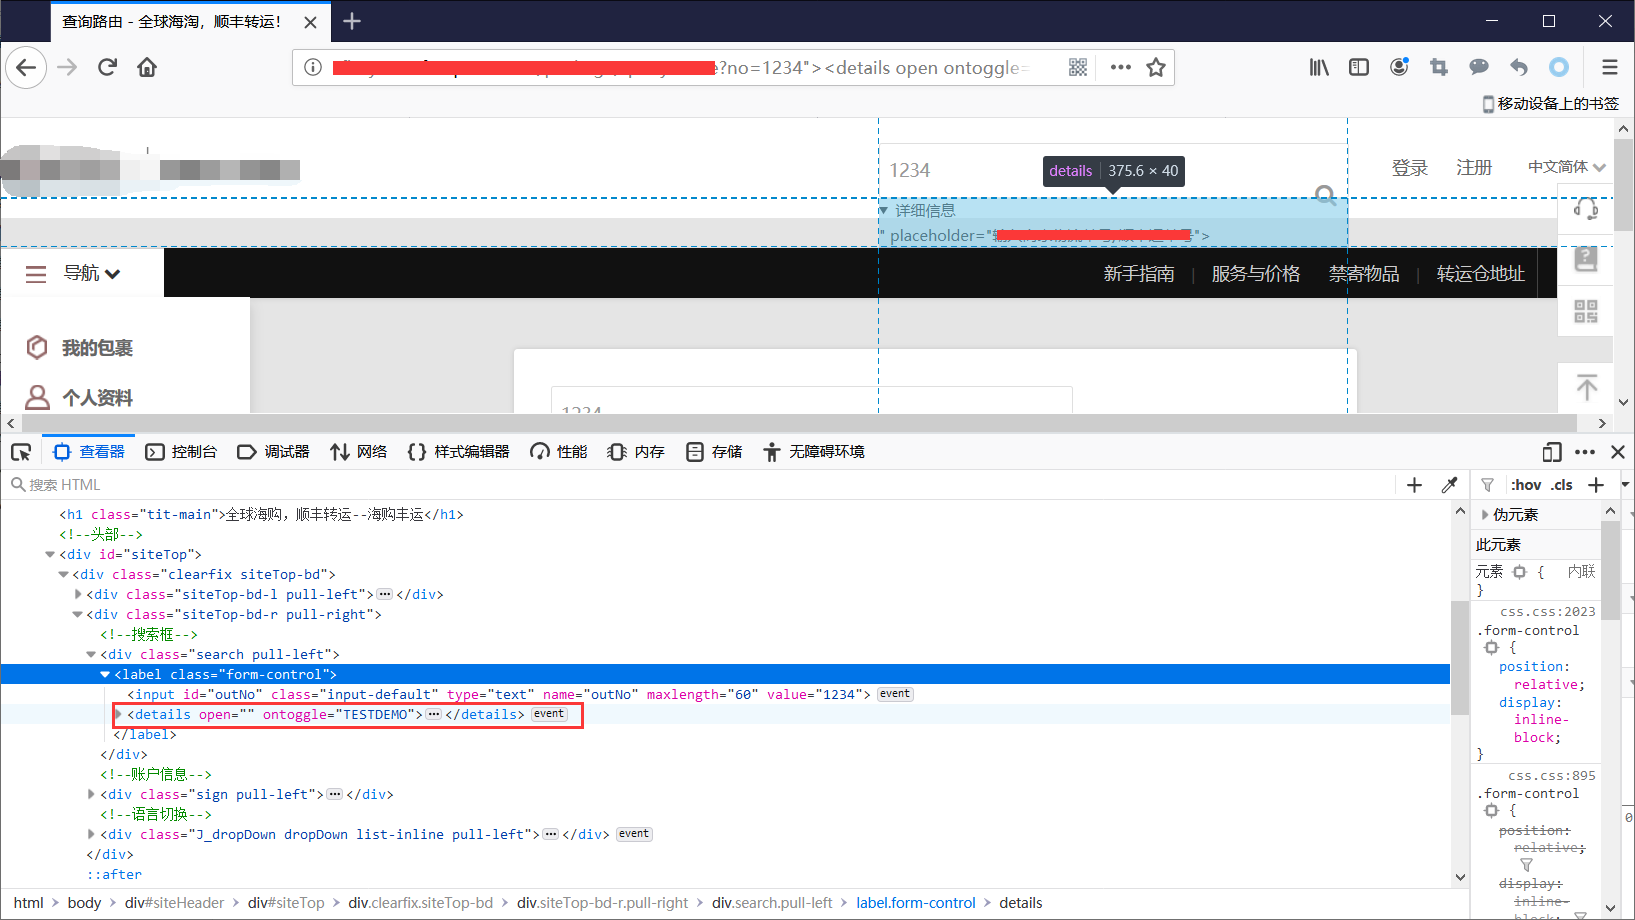 查询路由 - 全球海淘，顺丰转运！
?no=1234"><details open ontoggle=
移动设备上的书签
1234
details 375.6 × 40
登录 注册 中文简体
详细信息
" placeholder=" ">
导航
新手指南 | 服务与价格 禁寄物品 | 转运仓地址
我的包裹
个人资料
1234
查看器 控制台 调试器 网络 样式编辑器 性能 内存 存储 无障碍环境
搜索 HTML
:hov .cls
<h1 class="tit-main">全球海购，顺丰转运--海购丰运</h1>
<!--头部-->
<div id="siteTop">
<div class="clearfix siteTop-bd">
<div class="siteTop-bd-l pull-left">⋯</div>
<div class="siteTop-bd-r pull-right">
<!--搜索框-->
<div class="search pull-left">
<label class="form-control">
<input id="outNo" class="input-default" type="text" name="outNo" maxlength="60" value="1234"> event
<details open="" ontoggle="TESTDEMO">⋯</details> event
</label>
</div>
<!--账户信息-->
<div class="sign pull-left">⋯</div>
<!--语言切换-->
<div class="J_dropDown dropDown list-inline pull-left">⋯</div> event
</div>
::after
伪元素
此元素
元素 { 内联
}
css.css:2023
.form-control
{
position:
relative;
display:
inline-
block;
}
css.css:895
.form-control
{
position:
relative;
display:
inline-
block;
html > body > div#siteHeader > div#siteTop > div.clearfix.siteTop-bd > div.siteTop-bd-r.pull-right > div.search.pull-left > label.form-control > details